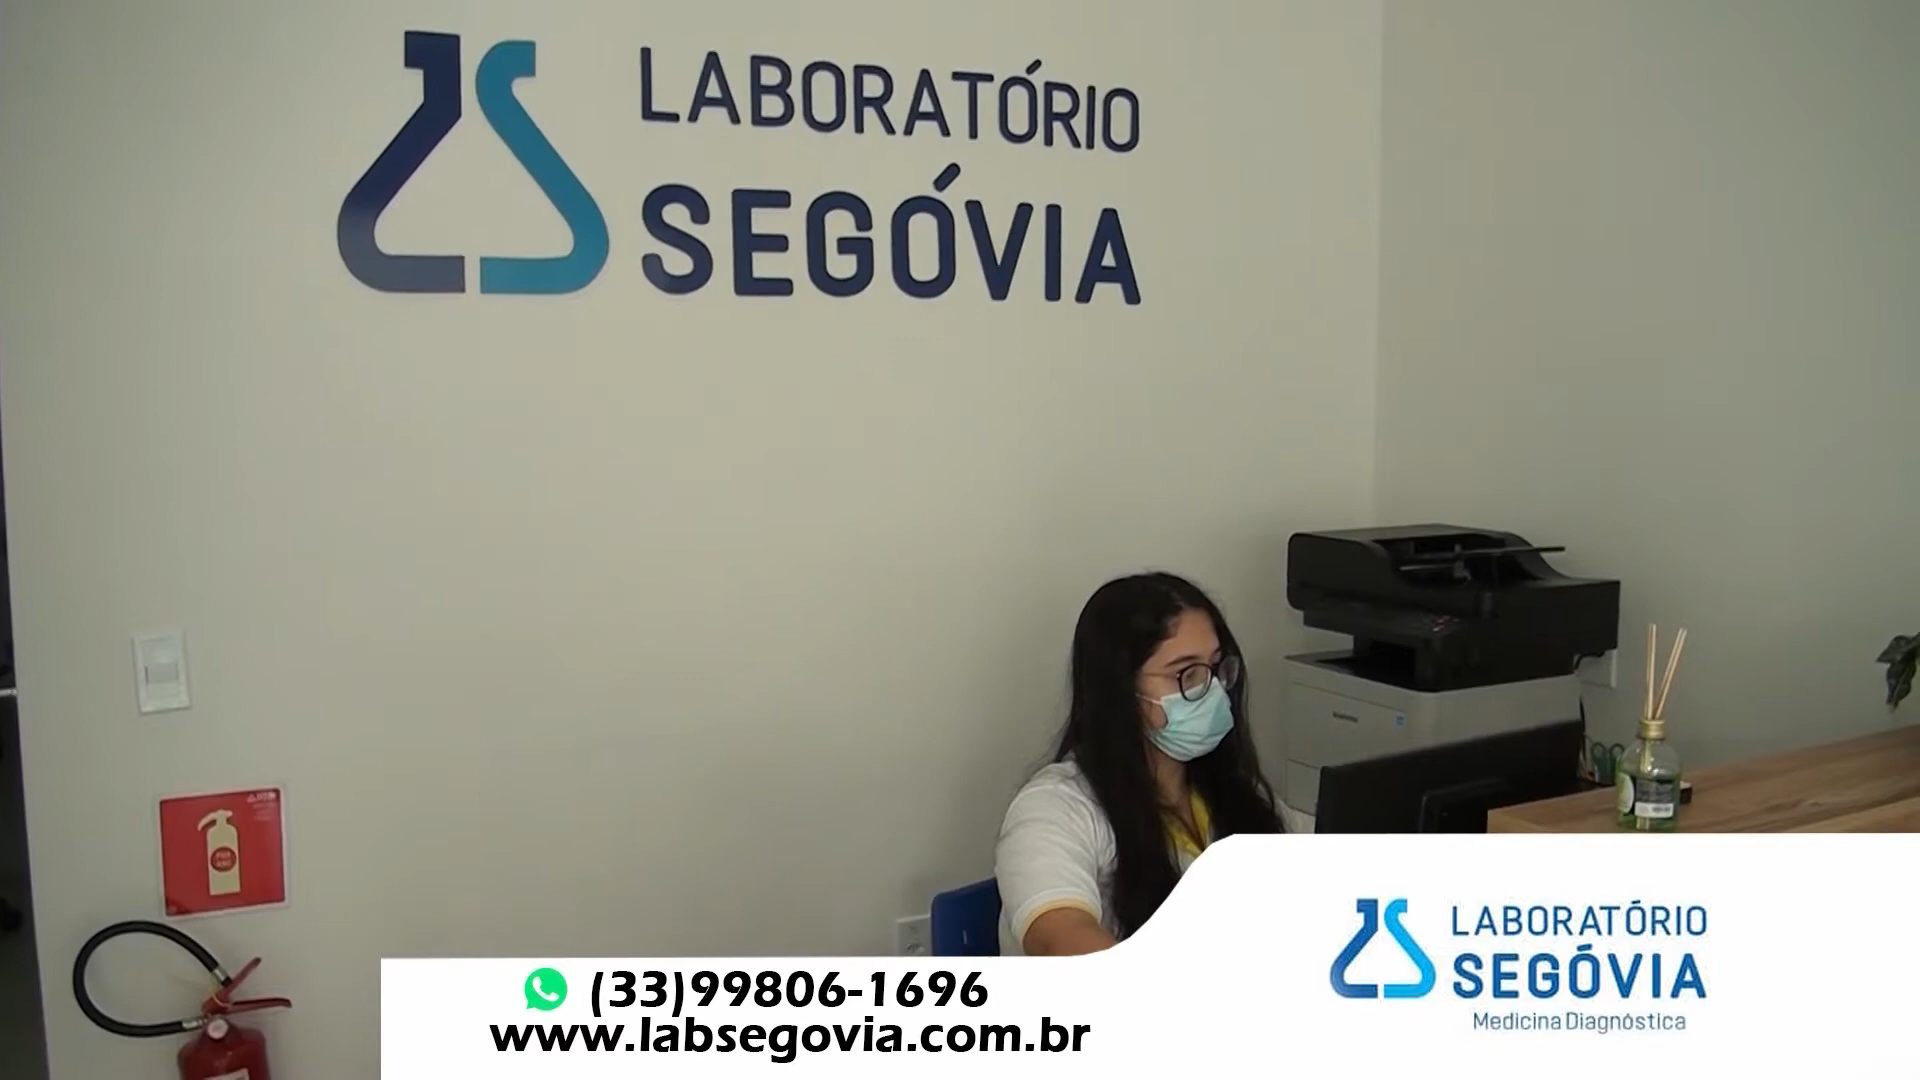 LABORATÓRIO
SEGÓVIA
(33)99806-1696
www.labsegovia.com.br
LABORATÓRIO
SEGÓVIA
Medicina Diagnóstica